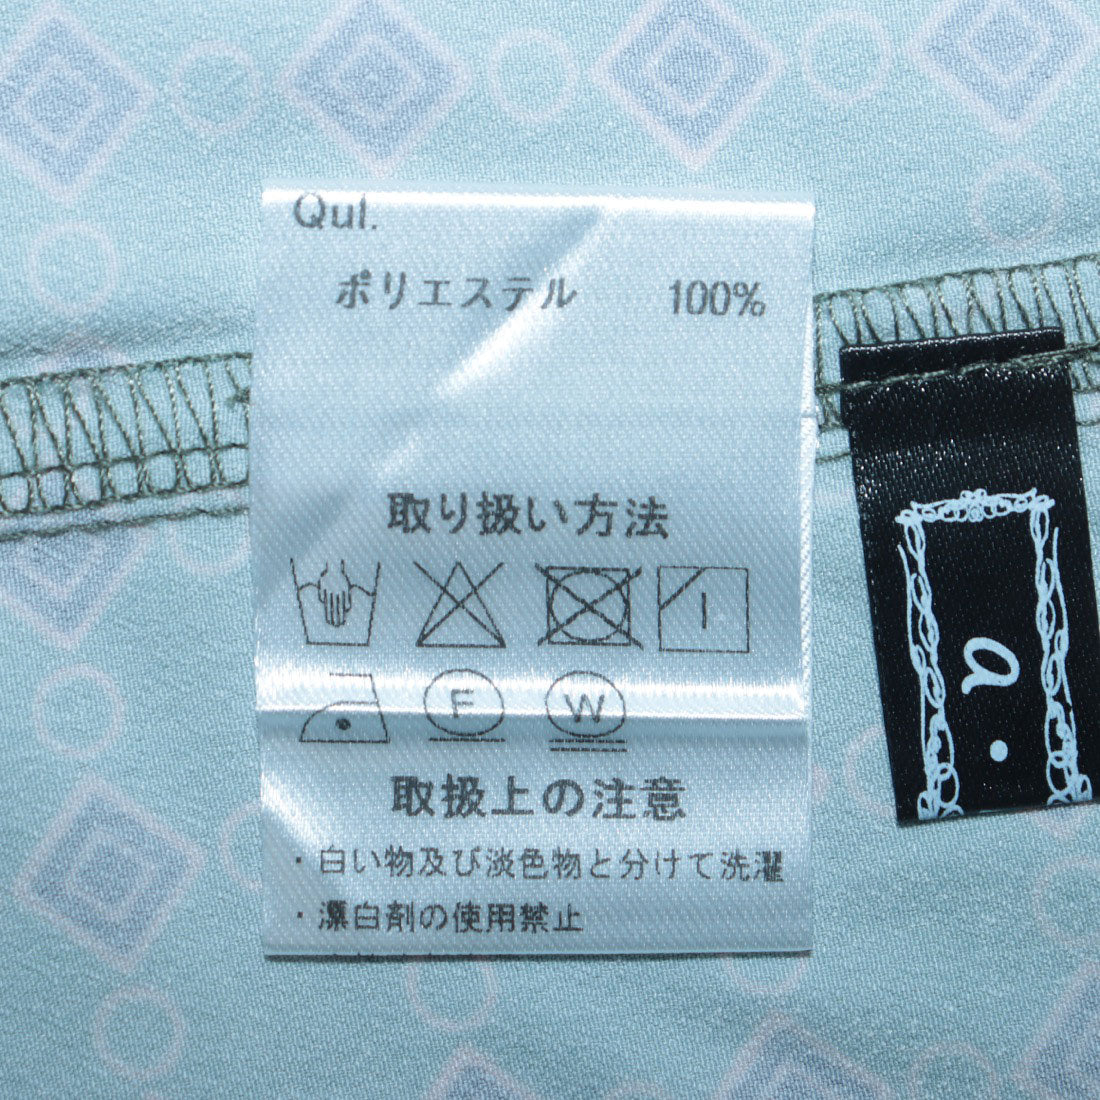 Qul.
ポリエステル 100%
取り扱い方法
F W
取扱上の注意
・白い物及び淡色物と分けて洗濯
・漂白剤の使用禁止
a.